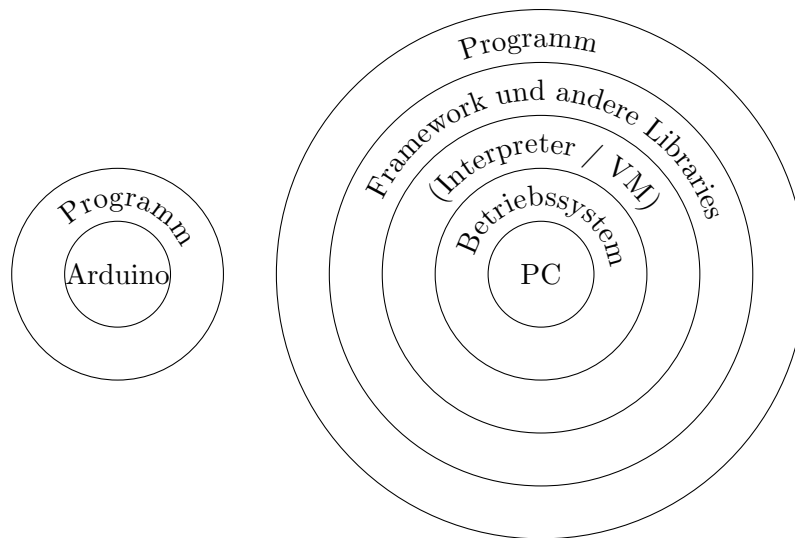 Programm
Arduino
Programm
Framework und andere Libraries
(Interpreter / VM)
Betriebssystem
PC